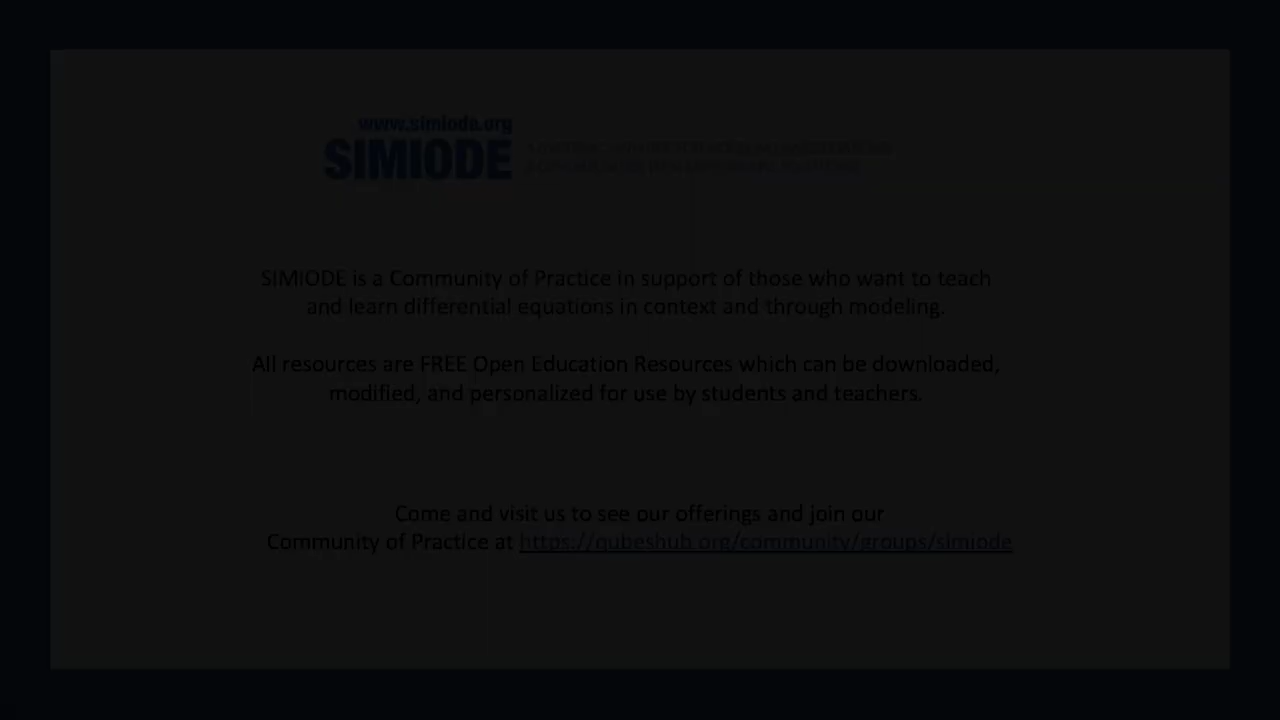 www.simiode.org
SIMIODE
SIMIODE is a Community of Practice in support of those who want to teach
and learn differential equations in context and through modeling.
All resources are FREE Open Education Resources which can be downloaded,
modified, and personalized for use by students and teachers.
Come and visit us to see our offerings and join our
Community of Practice at https://qubeshub.org/community/groups/simiode